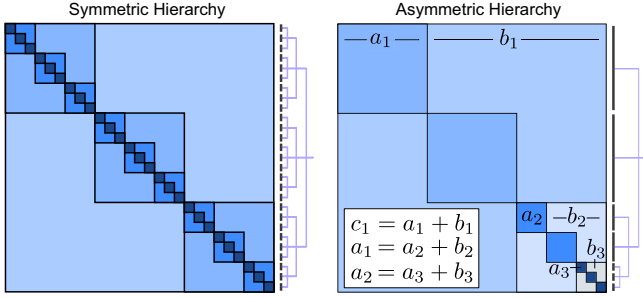 Symmetric Hierarchy
Asymmetric Hierarchy
a₁
b₁
a₂
b₂
b₃
a₃
c₁ = a₁ + b₁
a₁ = a₂ + b₂
a₂ = a₃ + b₃